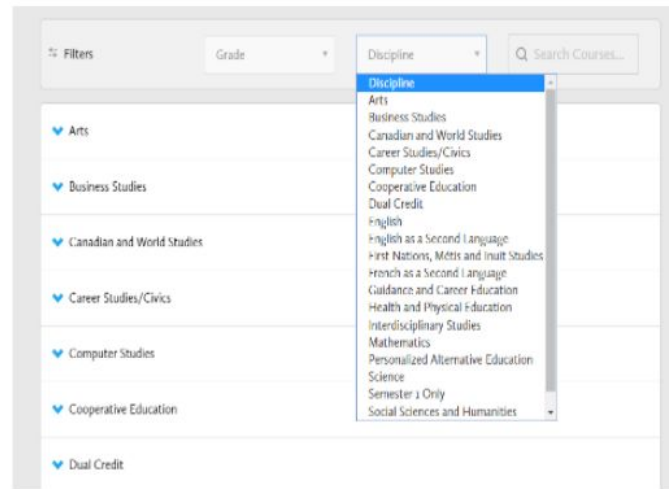 Filters Grade Discipline Search Courses...
Discipline
Arts
Business Studies
Canadian and World Studies
Career Studies/Civics
Computer Studies
Cooperative Education
Dual Credit
English
English as a Second Language
First Nations, Métis and Inuit Studies
French as a Second Language
Guidance and Career Education
Health and Physical Education
Interdisciplinary Studies
Mathematics
Personalized Alternative Education
Science
Semester 1 Only
Social Sciences and Humanities
Arts
Business Studies
Canadian and World Studies
Career Studies/Civics
Computer Studies
Cooperative Education
Dual Credit